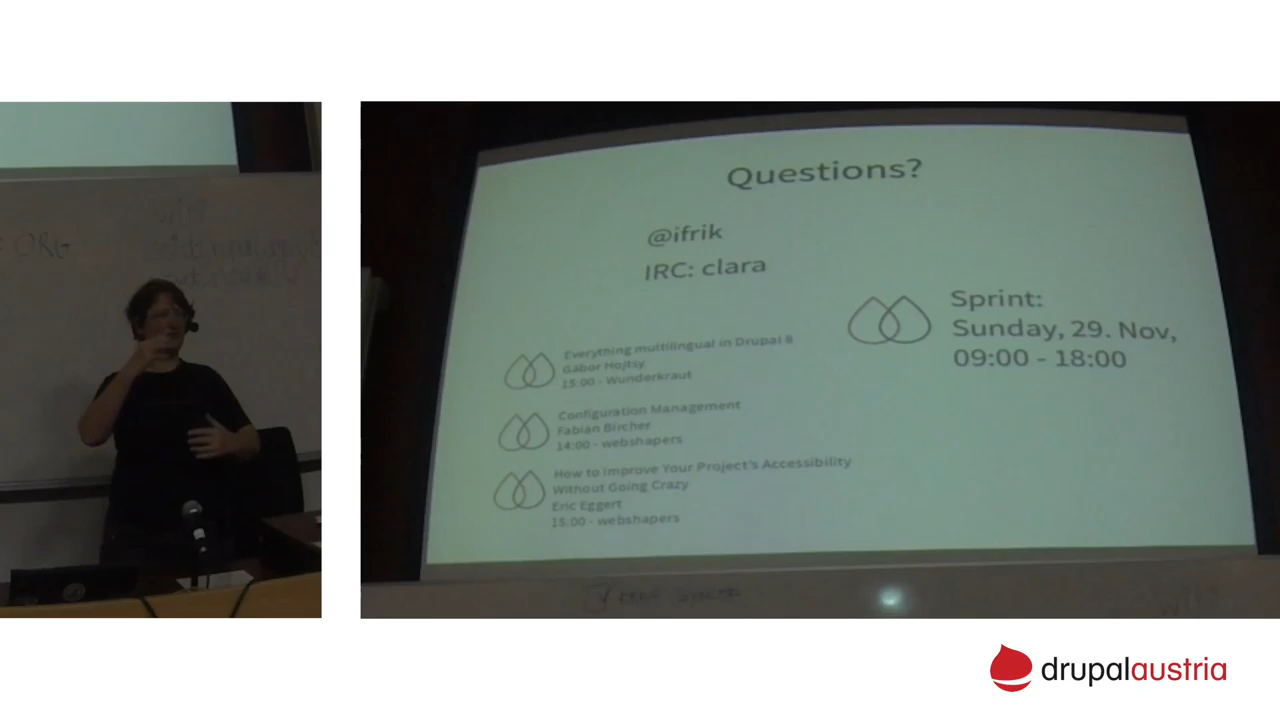 ORG
Questions?
@ifrik
IRC: clara
Sprint:
Sunday, 29. Nov,
09:00 - 18:00
Everything multilingual in Drupal 8
Gábor Hojtsy
15:00 - Wunderkraut
Configuration Management
Fabian Bircher
14:00 - webshapers
How to Improve Your Project's Accessibility
Without Going Crazy
Eric Eggert
15:00 - webshapers
drupalaustria